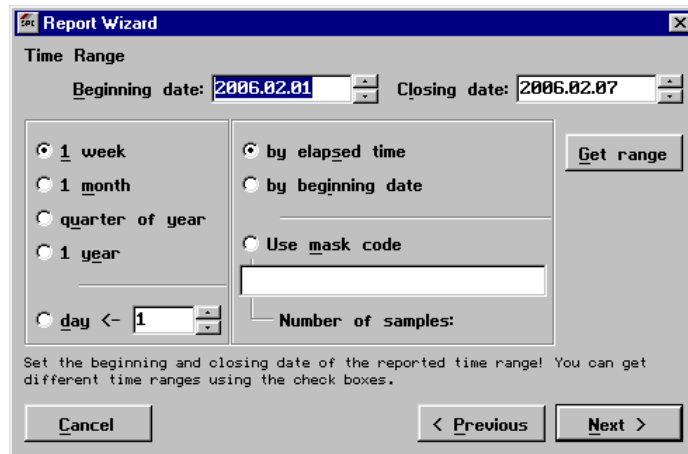 SPC Report Wizard
Time Range
Beginning date: 2006.02.01 Closing date: 2006.02.07
1 week
1 month
quarter of year
1 year
day <- 1
by elapsed time
by beginning date
Use mask code
Number of samples:
Get range
Set the beginning and closing date of the reported time range! You can get
different time ranges using the check boxes.
Cancel
< Previous
Next >